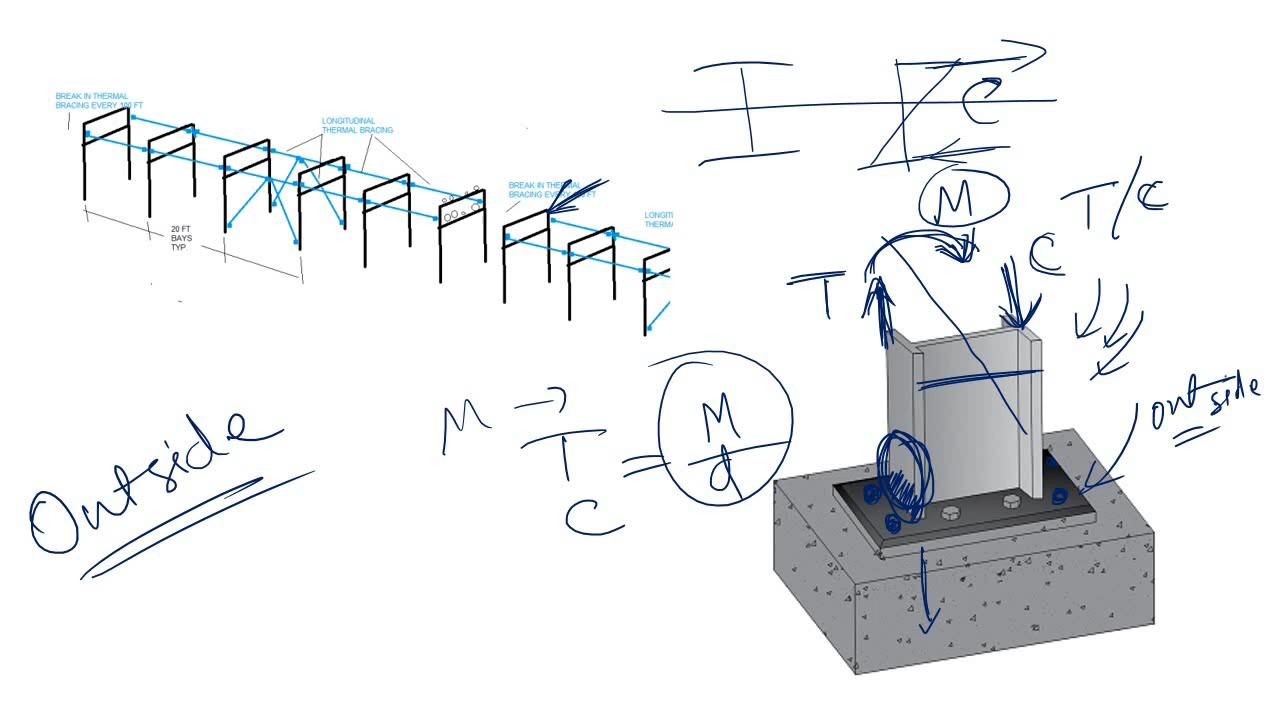 BREAK IN THERMAL
BRACING EVERY 100 FT
LONGITUDINAL
THERMAL BRACING
20 FT
BAYS
TYP
BREAK IN THERMAL
BRACING EVERY
FT
LONGIT
THERMA
C
M
T/C
T
C
outside
M → T = M/d
C
Outside